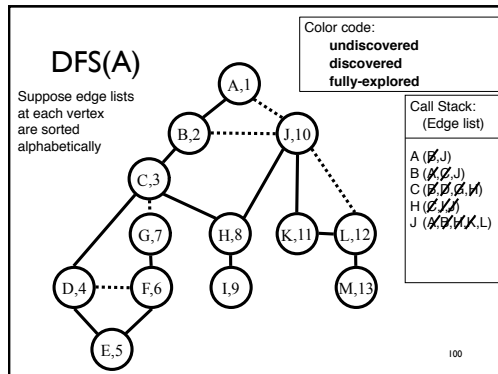 DFS(A)
Suppose edge lists
at each vertex
are sorted
alphabetically
Color code:
undiscovered
discovered
fully-explored
Call Stack:
(Edge list)
A (B,J)
B (A,C,J)
C (B,D,G,H)
H (C,I,J)
J (A,B,H,K,L)
A,1
B,2
J,10
C,3
G,7
H,8
K,11
L,12
D,4
F,6
I,9
M,13
E,5
100